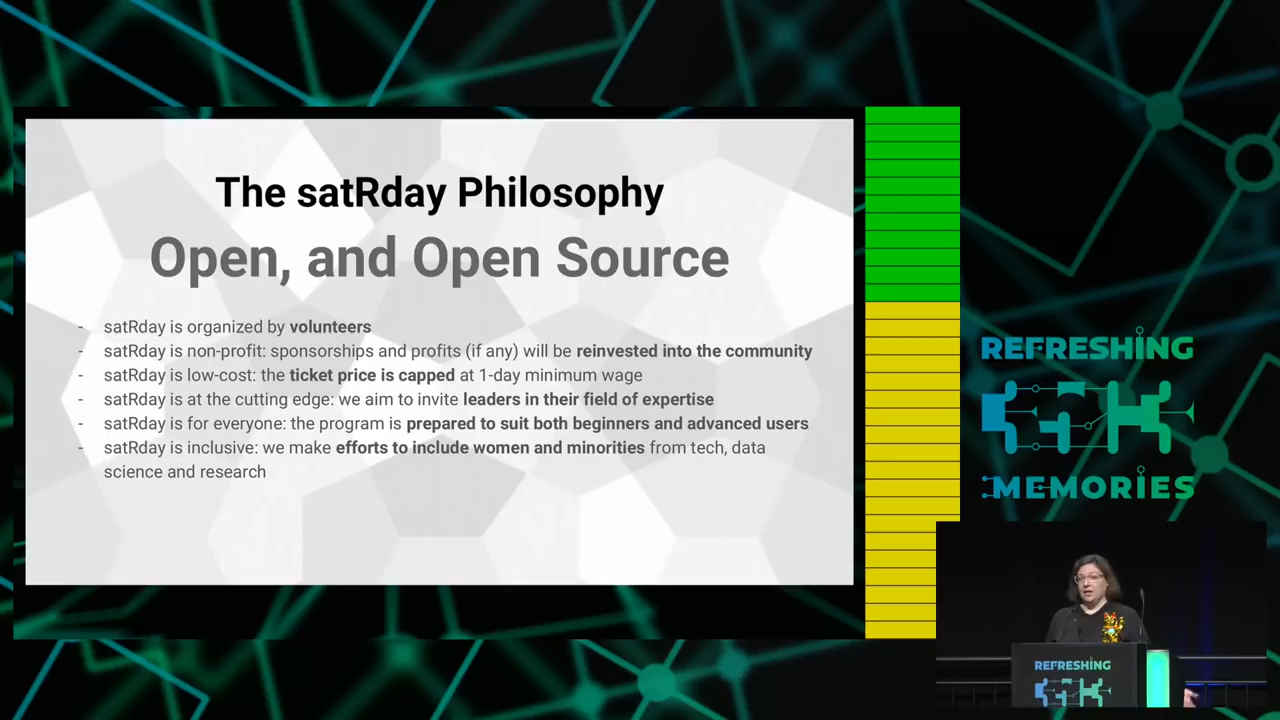 The satRday Philosophy
Open, and Open Source
- satRday is organized by volunteers
- satRday is non-profit: sponsorships and profits (if any) will be reinvested into the community
- satRday is low-cost: the ticket price is capped at 1-day minimum wage
- satRday is at the cutting edge: we aim to invite leaders in their field of expertise
- satRday is for everyone: the program is prepared to suit both beginners and advanced users
- satRday is inclusive: we make efforts to include women and minorities from tech, data
science and research
REFRESHING
MEMORIES
REFRESHING